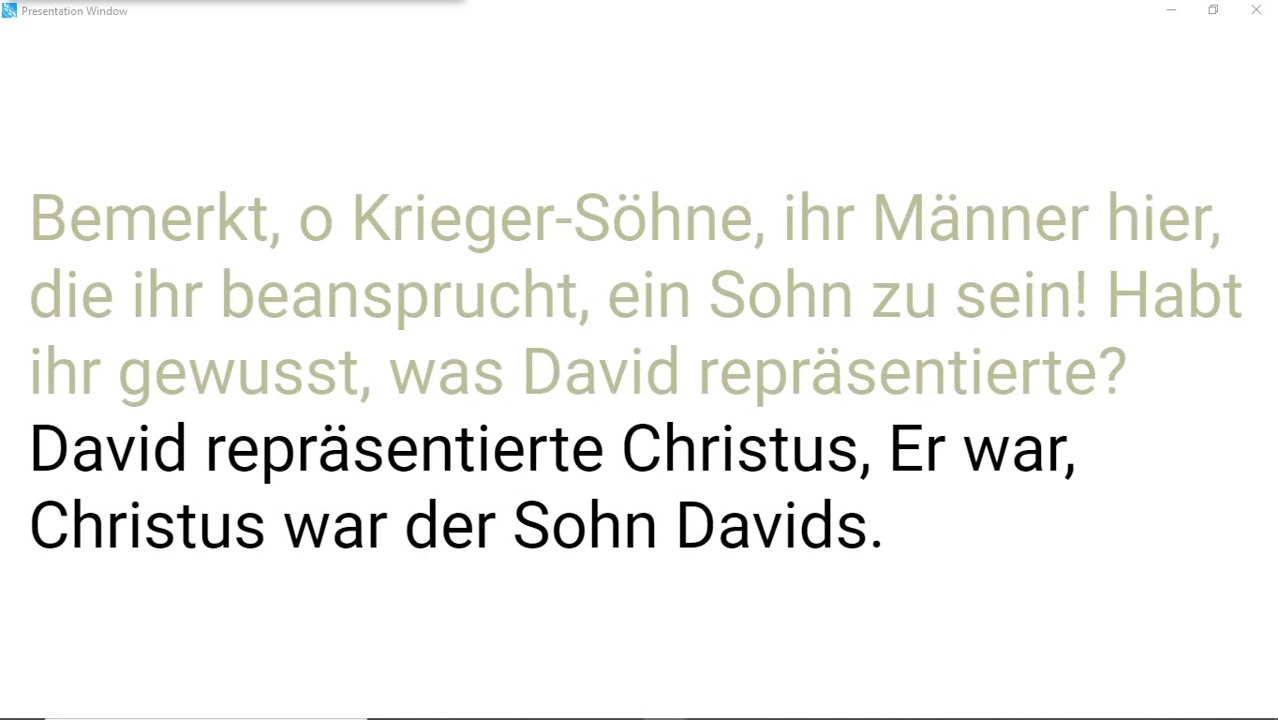 Presentation Window
Bemerkt, o Krieger-Söhne, ihr Männer hier,
die ihr beansprucht, ein Sohn zu sein! Habt
ihr gewusst, was David repräsentierte?
David repräsentierte Christus, Er war,
Christus war der Sohn Davids.